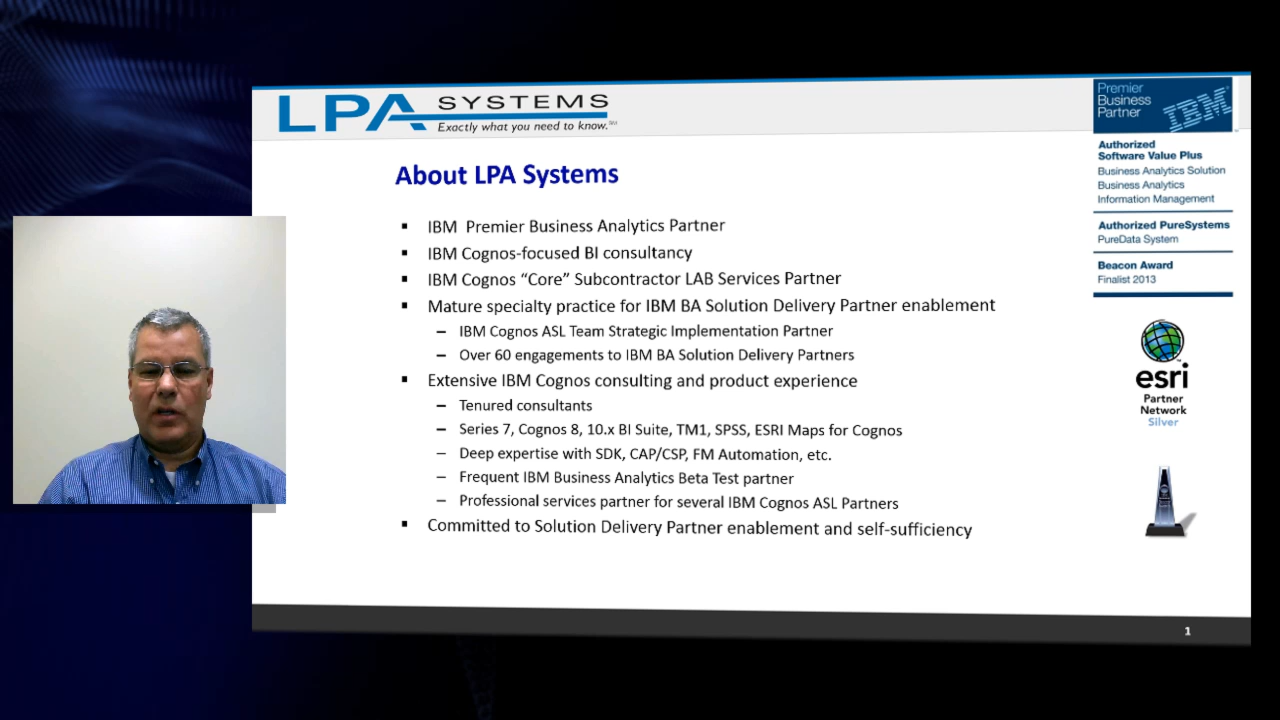 LPA SYSTEMS
Exactly what you need to know.™
Premier
Business
Partner
IBM
About LPA Systems
Authorized
Software Value Plus
Business Analytics Solution
Business Analytics
Information Management
Authorized PureSystems
PureData System
Beacon Award
Finalist 2013
▪ IBM Premier Business Analytics Partner
▪ IBM Cognos-focused BI consultancy
▪ IBM Cognos “Core” Subcontractor LAB Services Partner
▪ Mature specialty practice for IBM BA Solution Delivery Partner enablement
– IBM Cognos ASL Team Strategic Implementation Partner
– Over 60 engagements to IBM BA Solution Delivery Partners
▪ Extensive IBM Cognos consulting and product experience
– Tenured consultants
– Series 7, Cognos 8, 10.x BI Suite, TM1, SPSS, ESRI Maps for Cognos
– Deep expertise with SDK, CAP/CSP, FM Automation, etc.
– Frequent IBM Business Analytics Beta Test partner
– Professional services partner for several IBM Cognos ASL Partners
▪ Committed to Solution Delivery Partner enablement and self-sufficiency
esri
Partner
Network
Silver
1